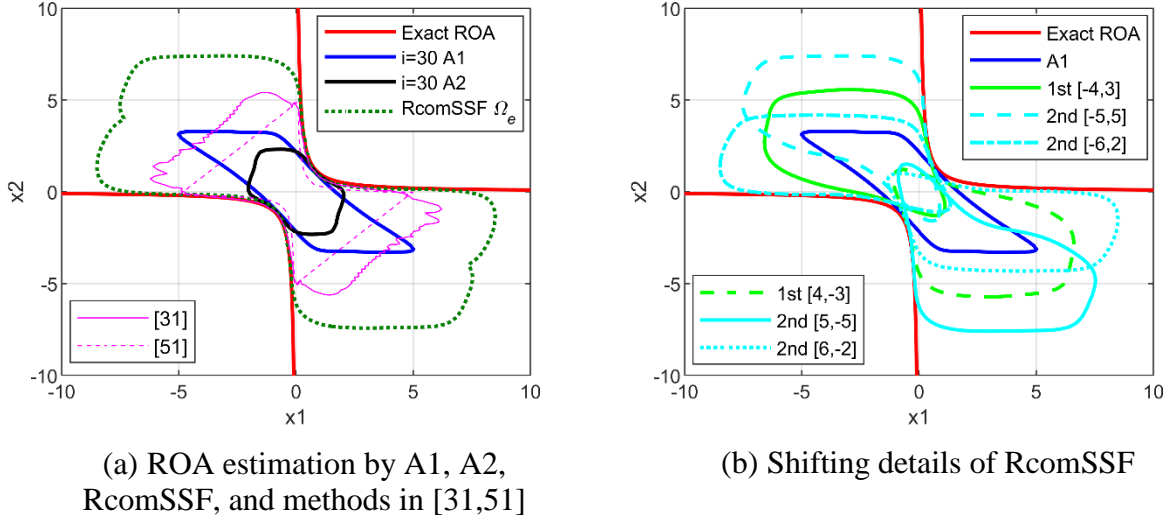 10
5
0
-5
-10
x2
-10
-5
0
5
10
x1
Exact ROA
i=30 A1
i=30 A2
RcomSSF Ωe
[31]
[51]
(a) ROA estimation by A1, A2,
RcomSSF, and methods in [31,51]
10
5
0
-5
-10
x2
-10
-5
0
5
10
x1
Exact ROA
A1
1st [-4,3]
2nd [-5,5]
2nd [-6,2]
1st [4,-3]
2nd [5,-5]
2nd [6,-2]
(b) Shifting details of RcomSSF